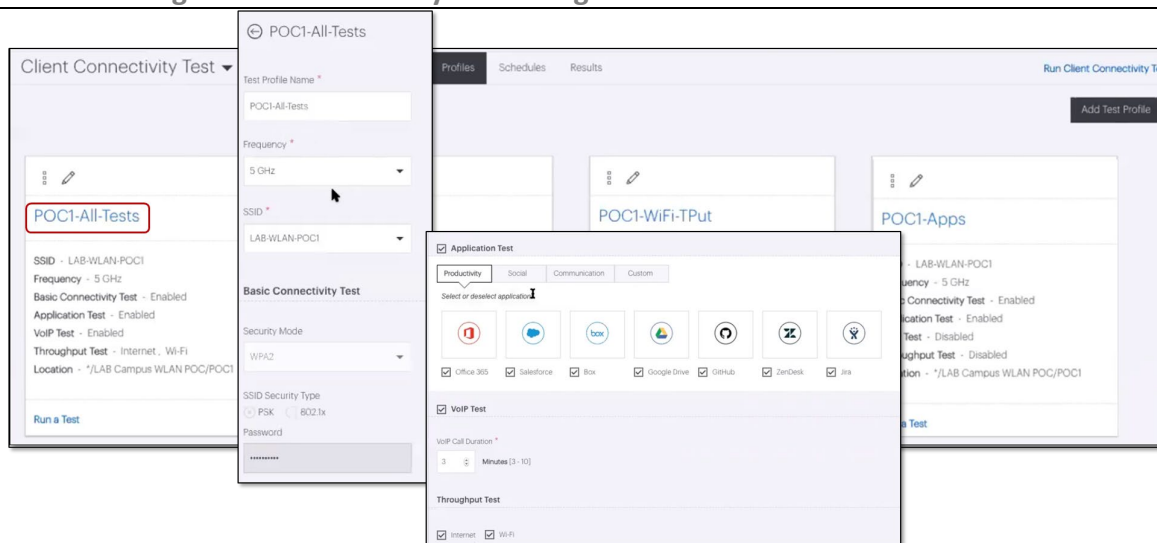 Client Connectivity Test
Profiles Schedules Results
Run Client Connectivity
Add Test Profile
POC1-All-Tests
SSID - LAB-WLAN-POC1
Frequency - 5 GHz
Basic Connectivity Test - Enabled
Application Test - Enabled
VoIP Test - Enabled
Throughput Test - Internet , Wi-Fi
Location - */LAB Campus WLAN POC/POC1
Run a Test
POC1-All-Tests
Test Profile Name *
POC1-All-Tests
Frequency *
5 GHz
SSID *
LAB-WLAN-POC1
Basic Connectivity Test
Security Mode
WPA2
SSID Security Type
PSK 802.1x
Password
POC1-WiFi-TPut
Application Test
Productivity Social Communication Custom
Select or deselect application
box
Office 365 Salesforce Box Google Drive GitHub ZenDesk Jira
VoIP Test
VoIP Call Duration *
3 Minutes [3 - 10]
Throughput Test
Internet Wi-Fi
POC1-Apps
- LAB-WLAN-POC1
- 5 GHz
Connectivity Test - Enabled
Test - Enabled
Test - Disabled
Test - Disabled
- */LAB Campus WLAN POC/POC1
a Test